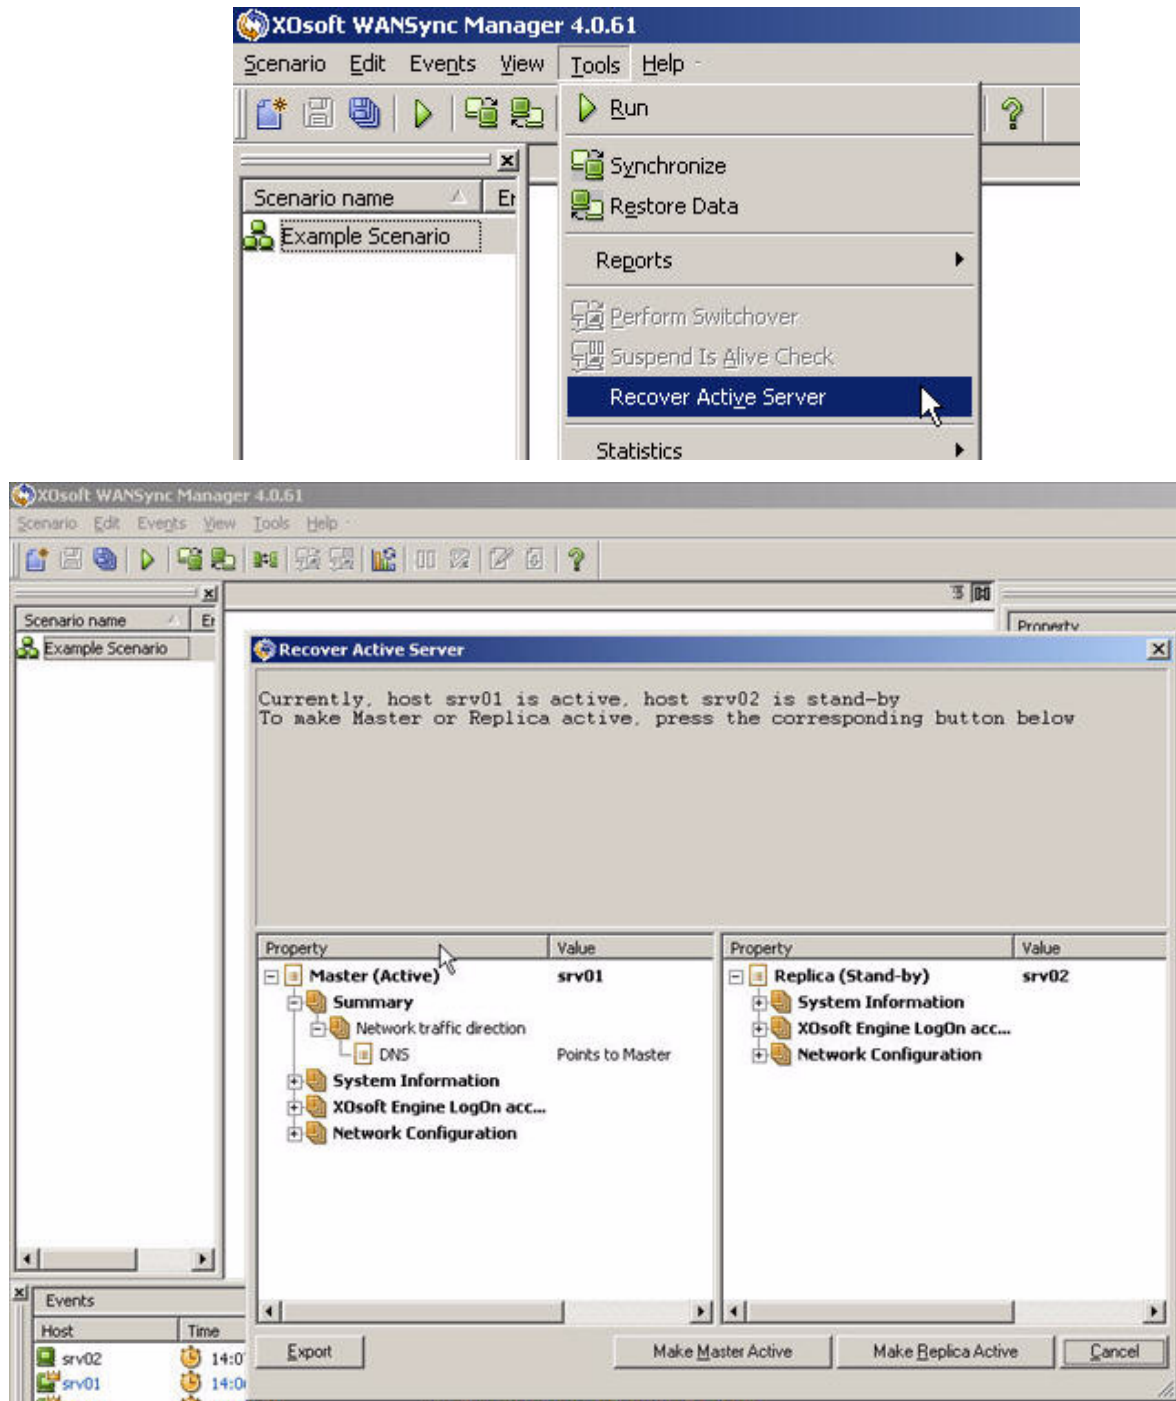 XOsoft WANSync Manager 4.0.61
Scenario Edit Events View Tools Help
Run
Scenario name
Synchronize
Example Scenario
Restore Data
Reports
Perform Switchover
Suspend Is Alive Check
Recover Active Server
Statistics
XOsoft WANSync Manager 4.0.61
Scenario Edit Events View Tools Help
Scenario name
Property
Example Scenario
Recover Active Server
Currently, host srv01 is active, host srv02 is stand-by
To make Master or Replica active, press the corresponding button below
Property Value Property Value
Master (Active) srv01 Replica (Stand-by) srv02
Summary System Information
Network traffic direction XOsoft Engine LogOn acc...
DNS Points to Master Network Configuration
System Information
XOsoft Engine LogOn acc...
Network Configuration
Events
Host Time
Export Make Master Active Make Replica Active Cancel
srv02 14:0
srv01 14:0